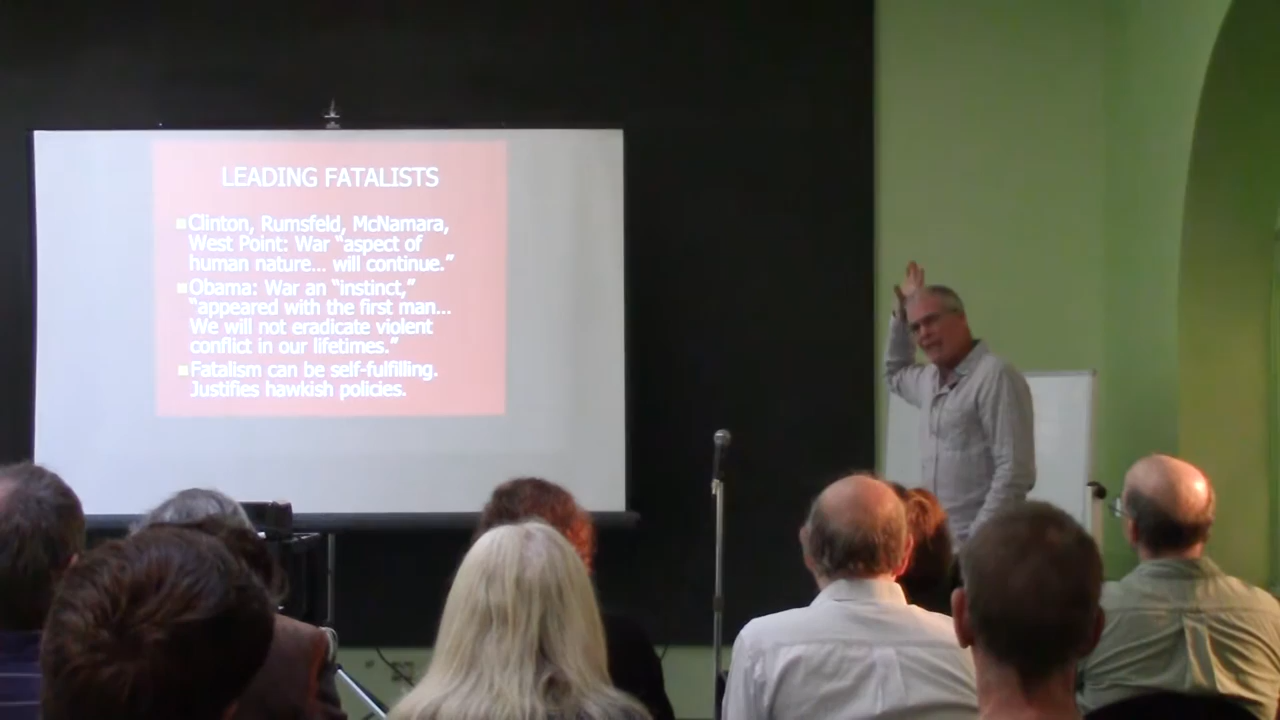 LEADING FATALISTS
▪Clinton, Rumsfeld, McNamara,
West Point: War “aspect of
human nature... will continue.”
▪Obama: War an “instinct,”
“appeared with the first man...
We will not eradicate violent
conflict in our lifetimes.”
▪Fatalism can be self-fulfilling.
Justifies hawkish policies.